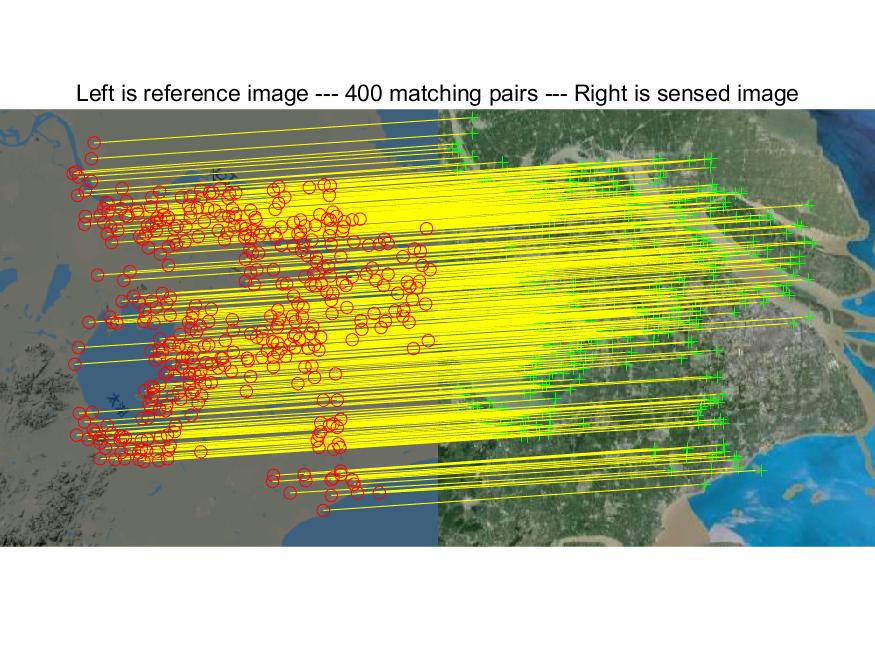 Left is reference image --- 400 matching pairs --- Right is sensed image